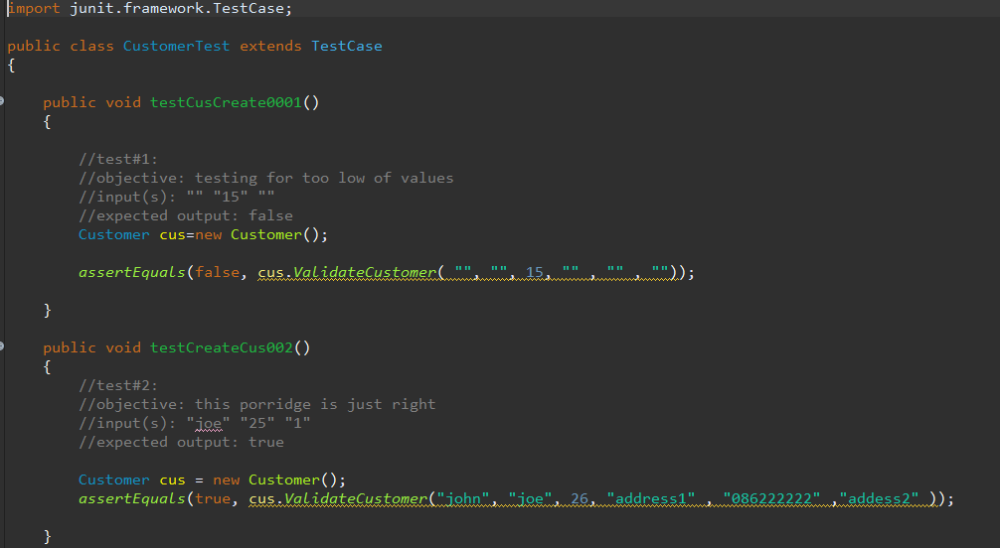 import junit.framework.TestCase;
public class CustomerTest extends TestCase
{
public void testCusCreate0001()
{
//test#1:
//objective: testing for too low of values
//input(s): "" "15" ""
//expected output: false
Customer cus=new Customer();
assertEquals(false, cus.ValidateCustomer( "", "", 15, "" , "" , ""));
}
public void testCreateCus002()
{
//test#2:
//objective: this porridge is just right
//input(s): "joe" "25" "1"
//expected output: true
Customer cus = new Customer();
assertEquals(true, cus.ValidateCustomer("john", "joe", 26, "address1" , "086222222" ,"addess2" ));
}